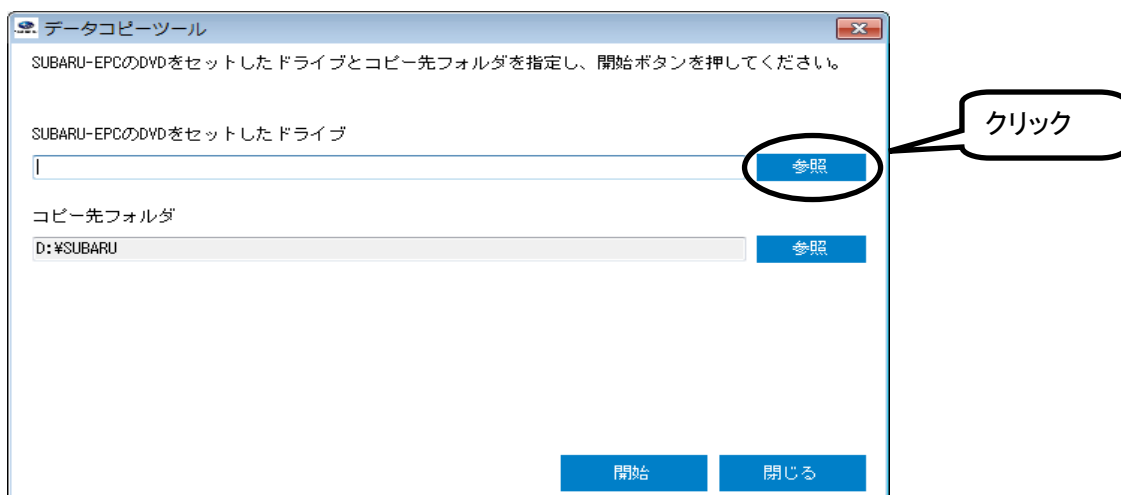 データコピーツール
SUBARU-EPCのDVDをセットしたドライブとコピー先フォルダを指定し、開始ボタンを押してください。
SUBARU-EPCのDVDをセットしたドライブ
参照
クリック
コピー先フォルダ
D:¥SUBARU
参照
開始
閉じる